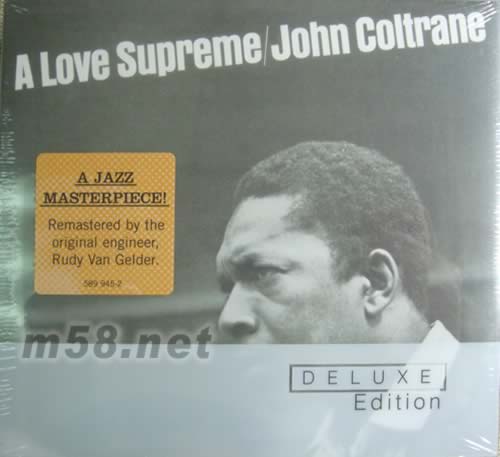 A Love Supreme/John Coltrane
A JAZZ
MASTERPIECE!
Remastered by the
original engineer,
Rudy Van Gelder.
589 945-2
m58.net
DELUXE
Edition